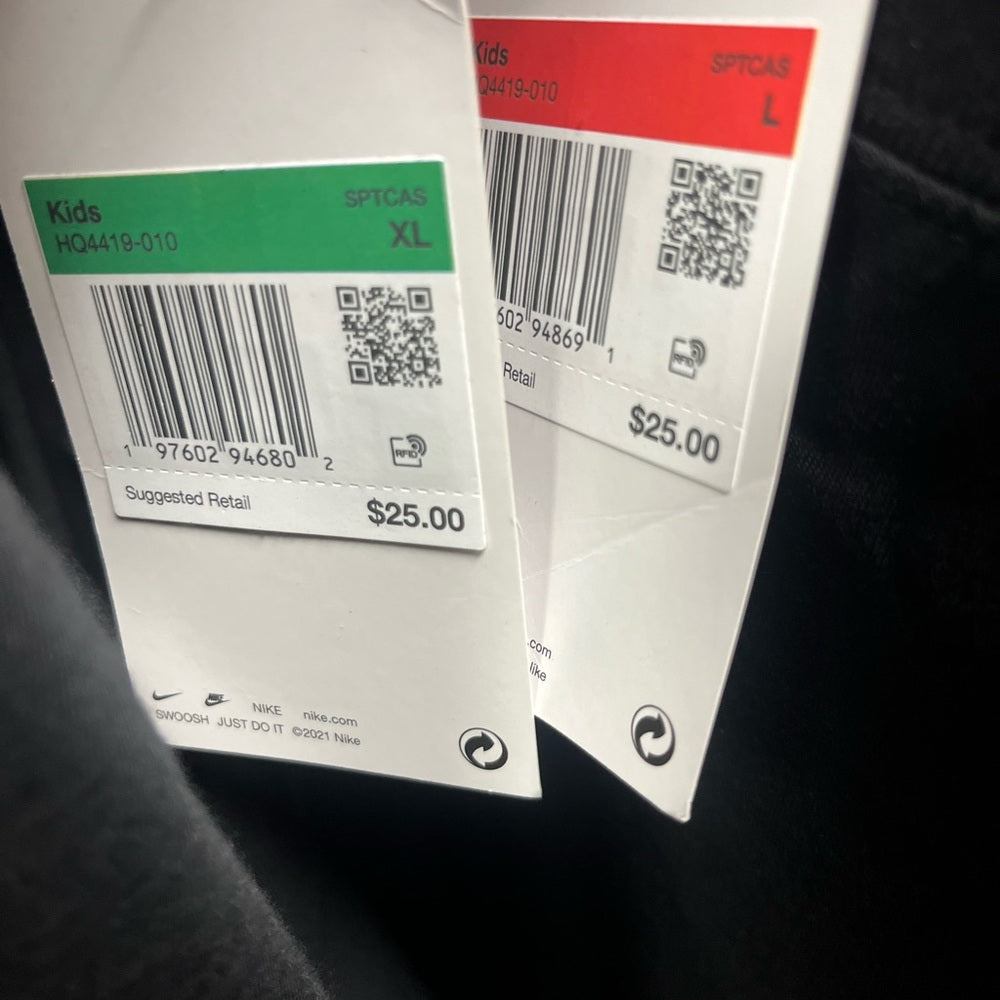 Kids SPTCAS
HQ4419-010 XL
1 97602 94680 2
RFID
Suggested Retail $25.00
NIKE nike.com
SWOOSH JUST DO IT ©2021 Nike
Kids SPTCAS
Q4419-010 L
602 94869 1
RFID
Retail $25.00
.com
like